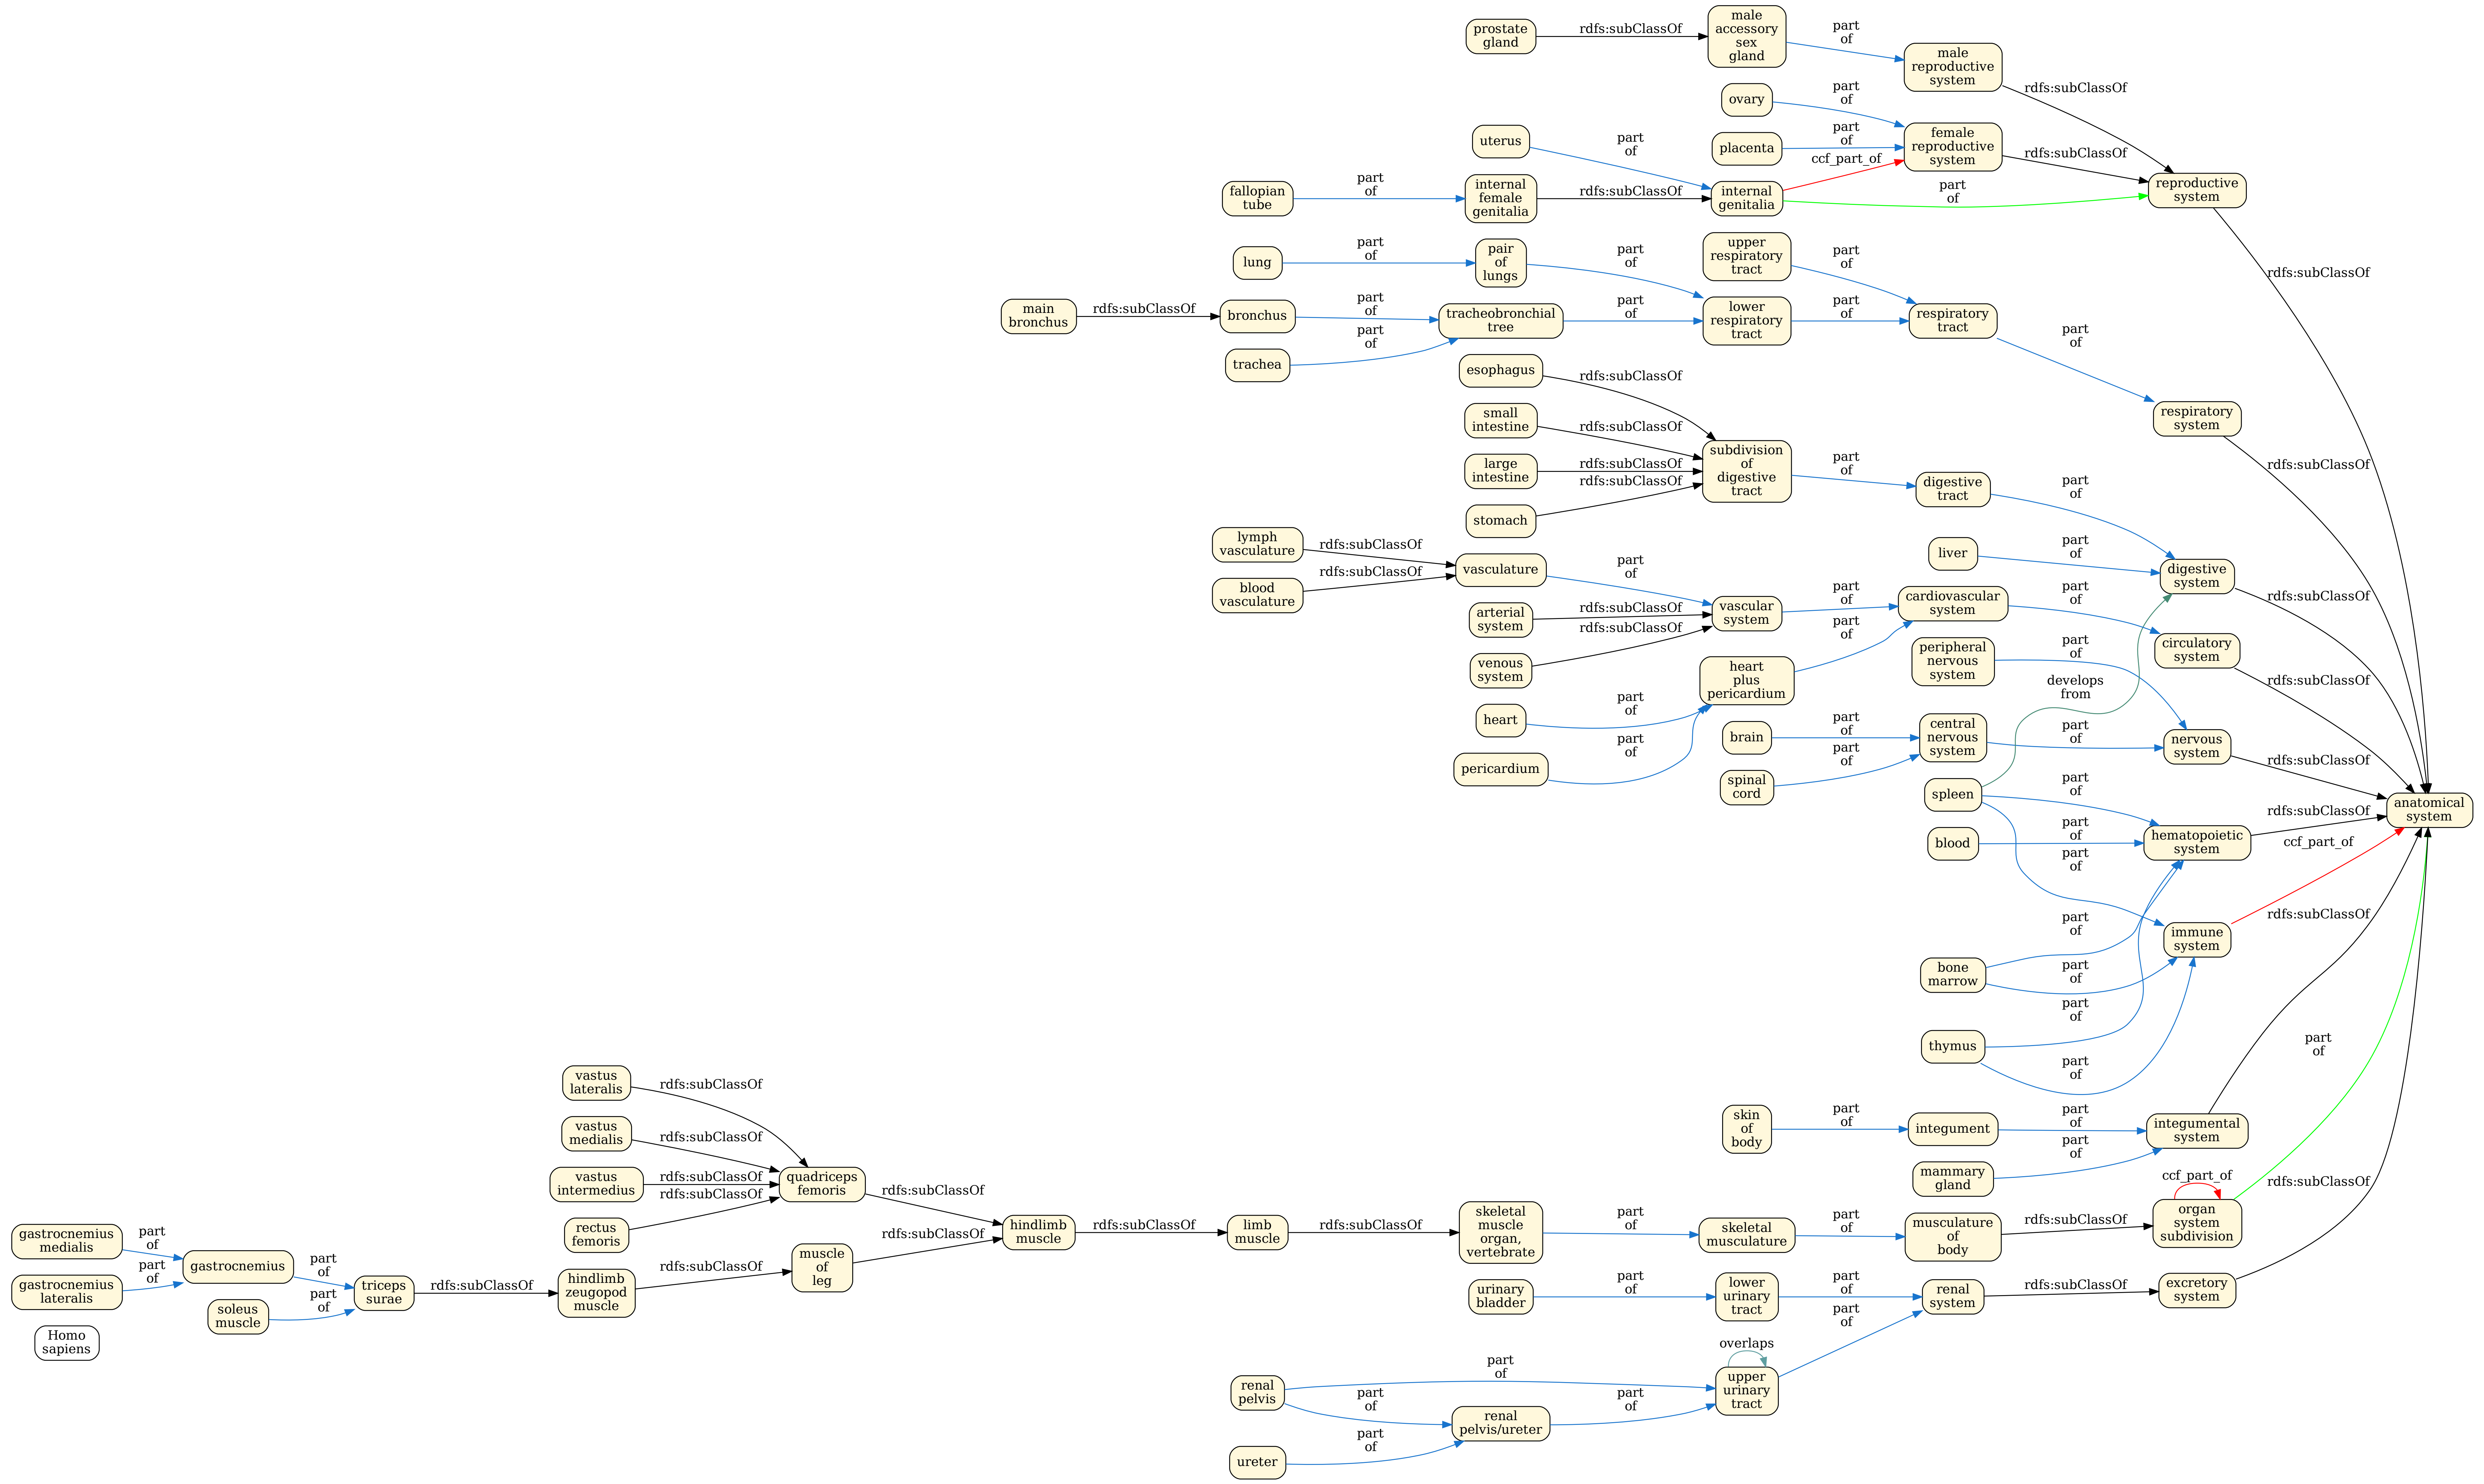 prostate
gland
rdfs:subClassOf
male
accessory
sex
gland
part
of
male
reproductive
system
rdfs:subClassOf
ovary
part
of
uterus
part
of
placenta
part
of
ccf_part_of
female
reproductive
system
rdfs:subClassOf
fallopian
tube
part
of
internal
female
genitalia
rdfs:subClassOf
internal
genitalia
part
of
reproductive
system
rdfs:subClassOf
lung
part
of
pair
of
lungs
part
of
upper
respiratory
tract
part
of
main
bronchus
rdfs:subClassOf
bronchus
part
of
tracheobronchial
tree
part
of
lower
respiratory
tract
part
of
respiratory
tract
part
of
trachea
part
of
esophagus
rdfs:subClassOf
respiratory
system
rdfs:subClassOf
small
intestine
rdfs:subClassOf
large
intestine
rdfs:subClassOf
rdfs:subClassOf
stomach
subdivision
of
digestive
tract
part
of
digestive
tract
part
of
lymph
vasculature
rdfs:subClassOf
blood
vasculature
rdfs:subClassOf
vasculature
part
of
liver
part
of
digestive
system
rdfs:subClassOf
arterial
system
rdfs:subClassOf
rdfs:subClassOf
venous
system
vascular
system
part
of
cardiovascular
system
part
of
circulatory
system
rdfs:subClassOf
heart
part
of
pericardium
part
of
heart
plus
pericardium
part
of
peripheral
nervous
system
part
of
develops
from
brain
part
of
spinal
cord
part
of
central
nervous
system
part
of
nervous
system
rdfs:subClassOf
spleen
part
of
blood
part
of
part
of
hematopoietic
system
rdfs:subClassOf
anatomical
system
ccf_part_of
immune
system
rdfs:subClassOf
bone
marrow
part
of
part
of
thymus
part
of
part
of
part
of
skin
of
body
part
of
integument
part
of
integumental
system
mammary
gland
part
of
vastus
lateralis
rdfs:subClassOf
vastus
medialis
rdfs:subClassOf
vastus
intermedius
rdfs:subClassOf
rdfs:subClassOf
rectus
femoris
quadriceps
femoris
rdfs:subClassOf
gastrocnemius
medialis
part
of
gastrocnemius
lateralis
part
of
gastrocnemius
part
of
soleus
muscle
part
of
triceps
surae
rdfs:subClassOf
hindlimb
zeugopod
muscle
rdfs:subClassOf
muscle
of
leg
rdfs:subClassOf
hindlimb
muscle
rdfs:subClassOf
limb
muscle
rdfs:subClassOf
skeletal
muscle
organ,
vertebrate
part
of
skeletal
musculature
part
of
musculature
of
body
rdfs:subClassOf
ccf_part_of
organ
system
subdivision
rdfs:subClassOf
Homo
sapiens
urinary
bladder
part
of
lower
urinary
tract
part
of
renal
system
rdfs:subClassOf
excretory
system
part
of
overlaps
renal
pelvis
part
of
part
of
renal
pelvis/ureter
part
of
upper
urinary
tract
ureter
part
of